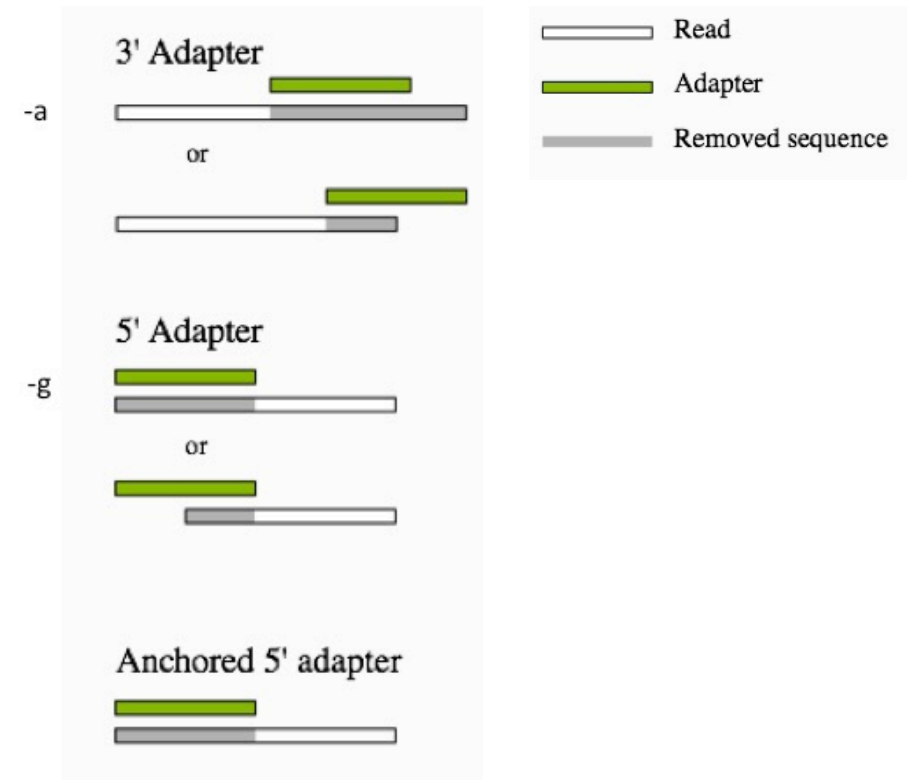 3' Adapter
-a
or
5' Adapter
-g
or
Anchored 5' adapter
Read
Adapter
Removed sequence